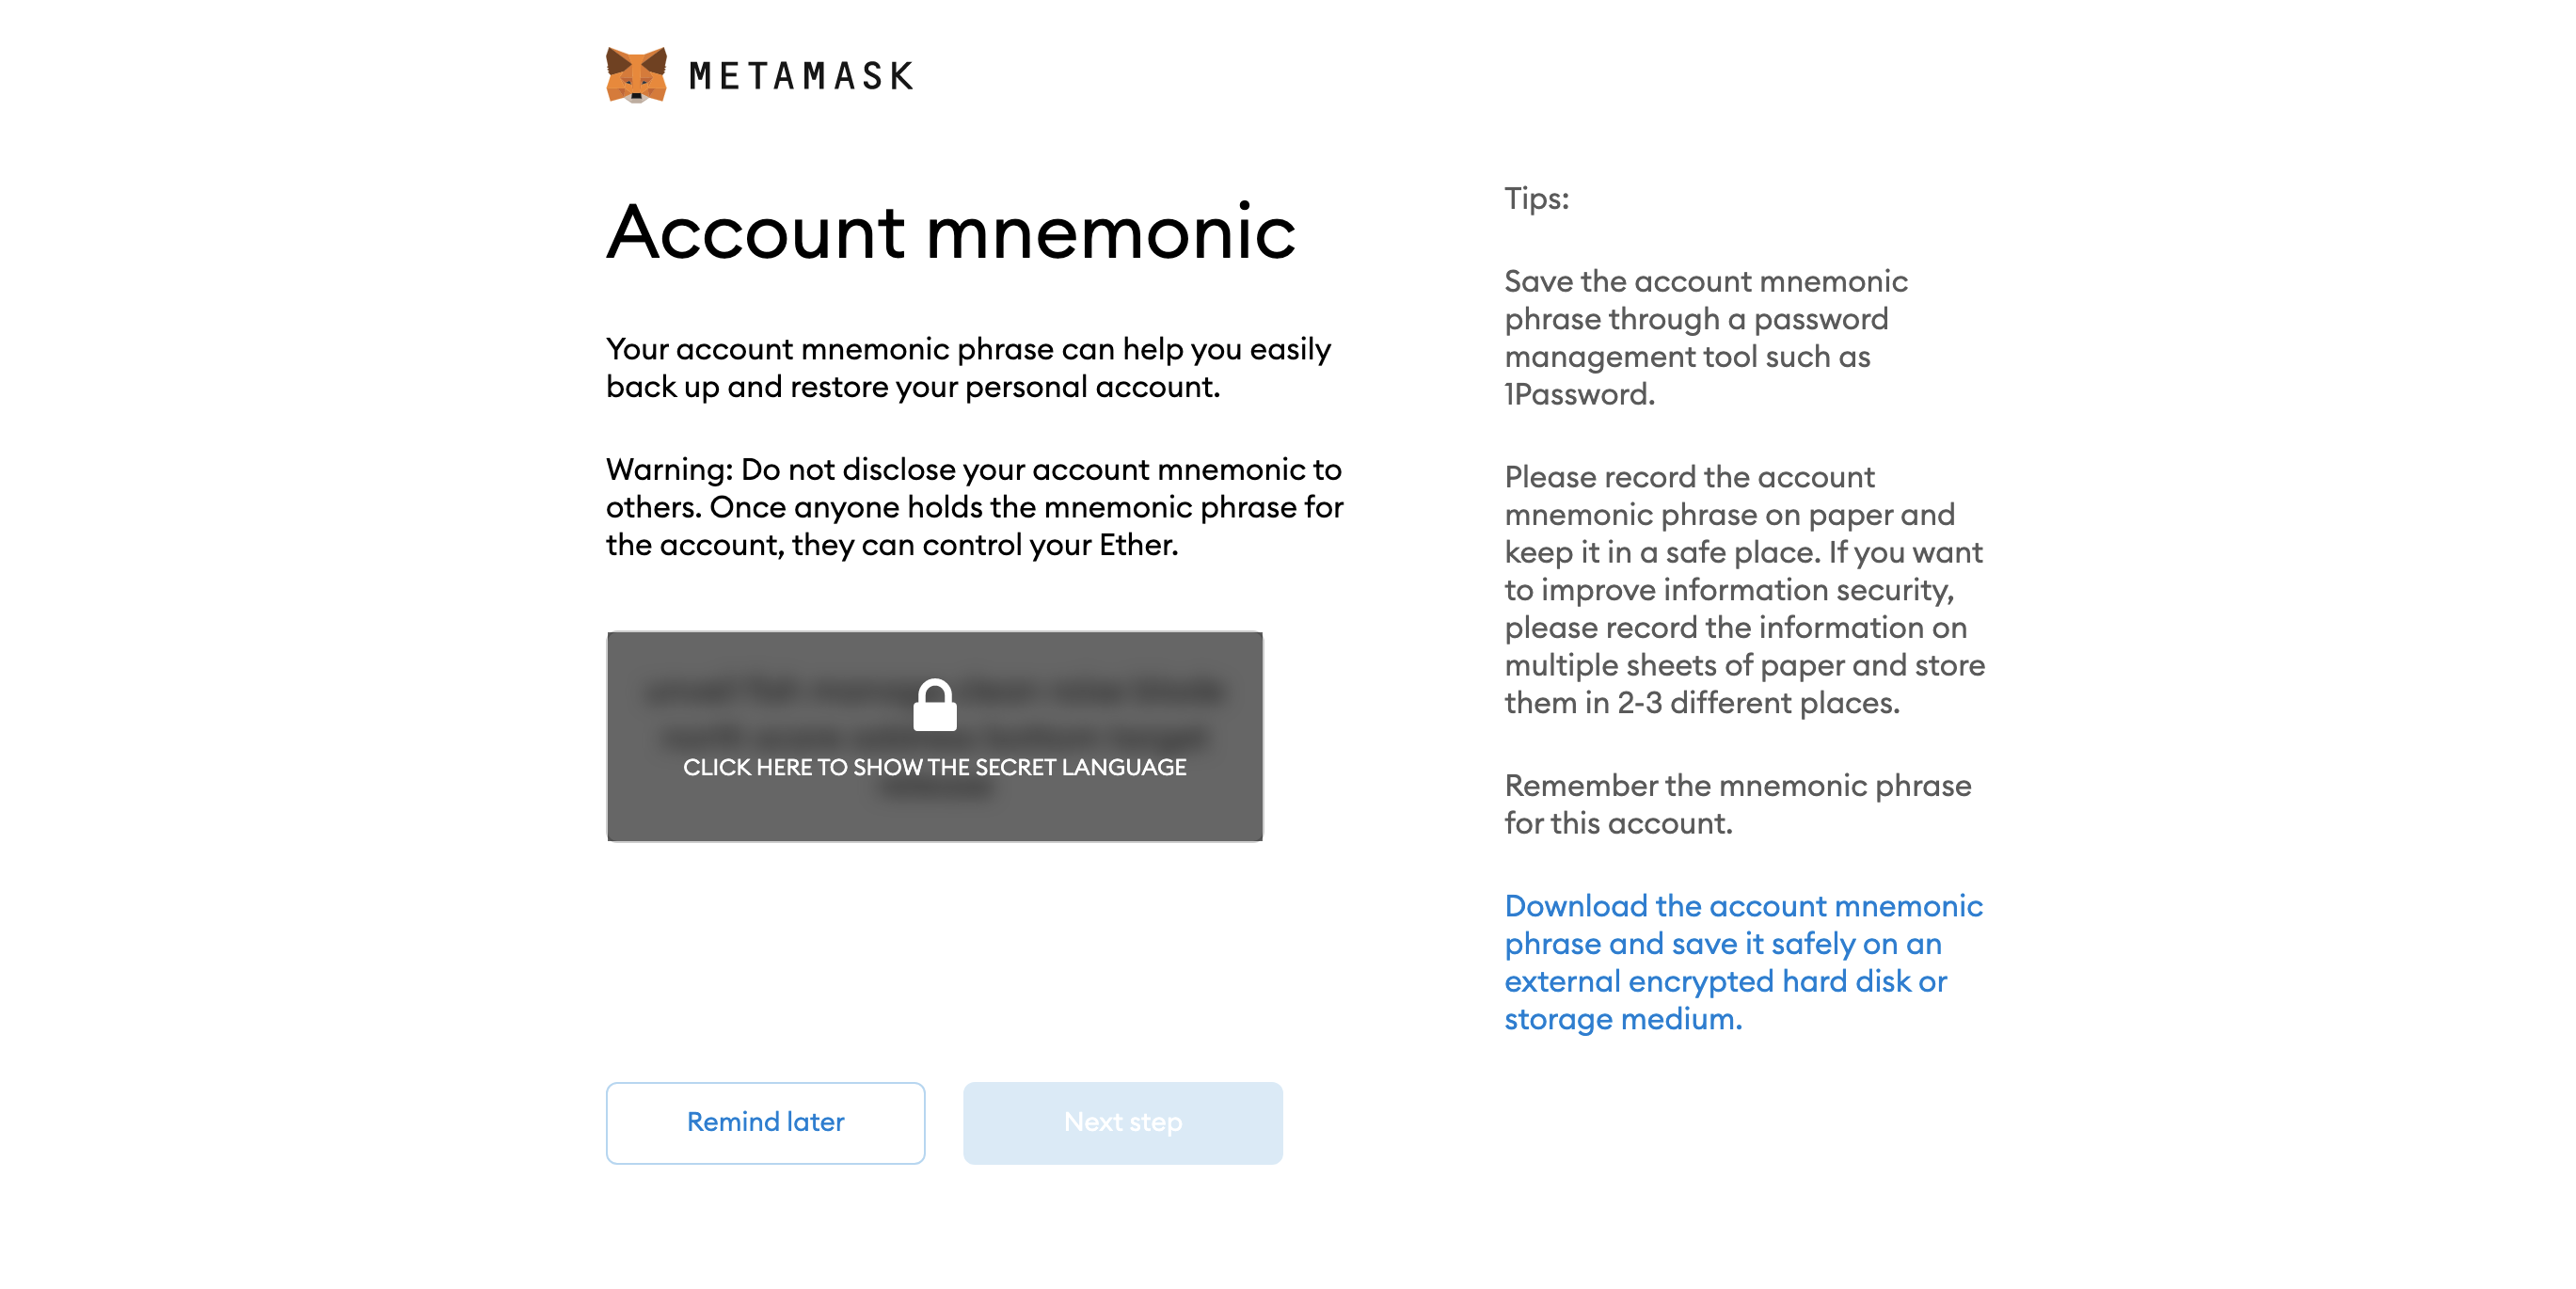 METAMASK
Account mnemonic
Your account mnemonic phrase can help you easily
back up and restore your personal account.
Warning: Do not disclose your account mnemonic to
others. Once anyone holds the mnemonic phrase for
the account, they can control your Ether.
CLICK HERE TO SHOW THE SECRET LANGUAGE
Remind later
Next step
Tips:
Save the account mnemonic
phrase through a password
management tool such as
1Password.
Please record the account
mnemonic phrase on paper and
keep it in a safe place. If you want
to improve information security,
please record the information on
multiple sheets of paper and store
them in 2-3 different places.
Remember the mnemonic phrase
for this account.
Download the account mnemonic
phrase and save it safely on an
external encrypted hard disk or
storage medium.